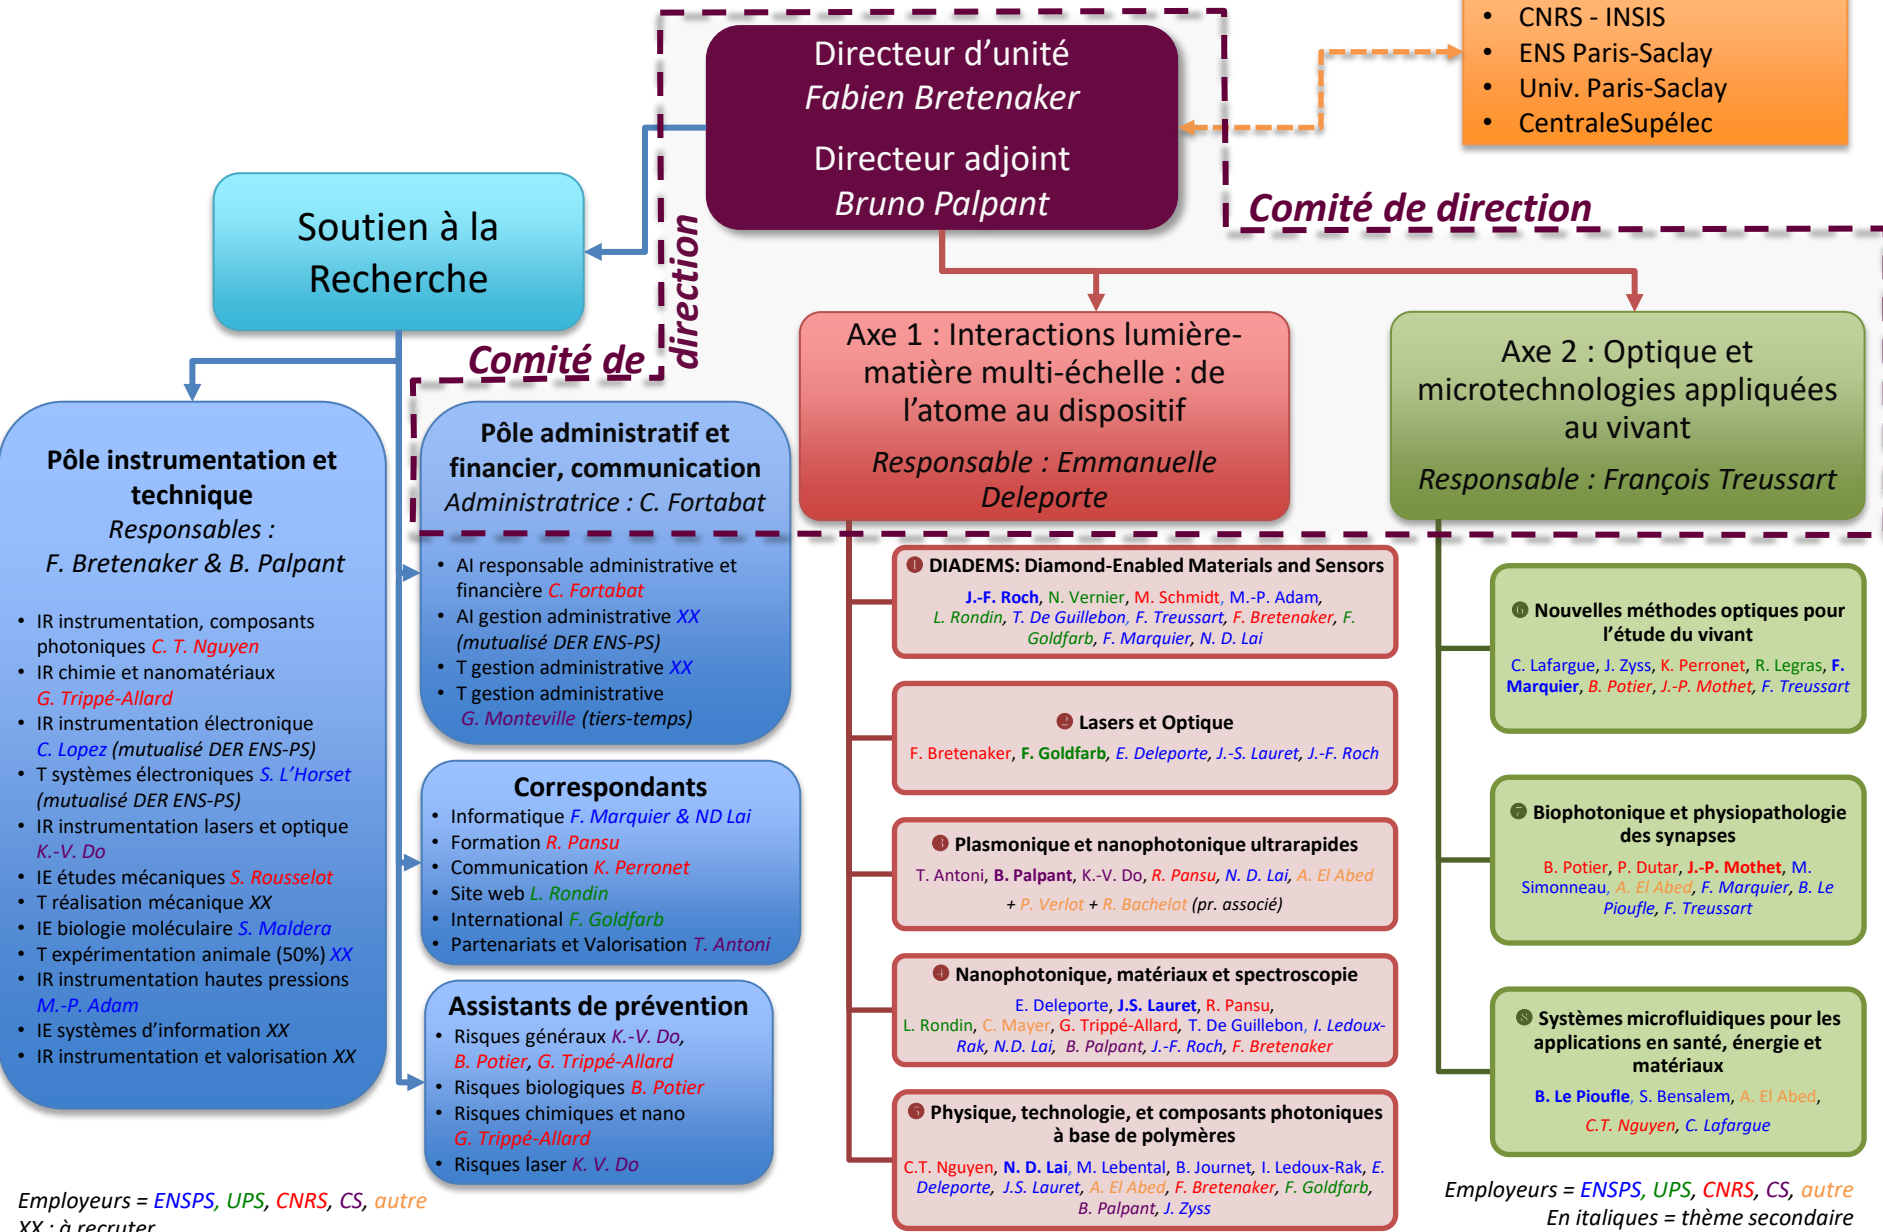 • CNRS - INSIS
• ENS Paris-Saclay
• Univ. Paris-Saclay
• CentraleSupélec
Directeur d’unité
Fabien Bretenaker
Directeur adjoint
Bruno Palpant
Comité de direction
Soutien à la
Recherche
Comité de
direction
Axe 1 : Interactions lumière-
matière multi-échelle : de
l’atome au dispositif
Responsable : Emmanuelle
Deleporte
Axe 2 : Optique et
microtechnologies appliquées
au vivant
Responsable : François Treussart
Pôle instrumentation et
technique
Responsables :
F. Bretenaker & B. Palpant
• IR instrumentation, composants
photoniques C. T. Nguyen
• IR chimie et nanomatériaux
G. Trippé-Allard
• IR instrumentation électronique
C. Lopez (mutualisé DER ENS-PS)
• T systèmes électroniques S. L’Horset
(mutualisé DER ENS-PS)
• IR instrumentation lasers et optique
K.-V. Do
• IE études mécaniques S. Rousselot
• T réalisation mécanique XX
• IE biologie moléculaire S. Maldera
• T expérimentation animale (50%) XX
• IR instrumentation hautes pressions
M.-P. Adam
• IE systèmes d’information XX
• IR instrumentation et valorisation XX
Pôle administratif et
financier, communication
Administratrice : C. Fortabat
• AI responsable administrative et
financière C. Fortabat
• AI gestion administrative XX
(mutualisé DER ENS-PS)
• T gestion administrative XX
• T gestion administrative
G. Monteville (tiers-temps)
Correspondants
• Informatique F. Marquier & ND Lai
• Formation R. Pansu
• Communication K. Perronet
• Site web L. Rondin
• International F. Goldfarb
• Partenariats et Valorisation T. Antoni
Assistants de prévention
• Risques généraux K.-V. Do,
B. Potier, G. Trippé-Allard
• Risques biologiques B. Potier
• Risques chimiques et nano
G. Trippé-Allard
• Risques laser K. V. Do
❶ DIADEMS: Diamond-Enabled Materials and Sensors
J.-F. Roch, N. Vernier, M. Schmidt, M.-P. Adam,
L. Rondin, T. De Guillebon, F. Treussart, F. Bretenaker, F.
Goldfarb, F. Marquier, N. D. Lai
❷ Lasers et Optique
F. Bretenaker, F. Goldfarb, E. Deleporte, J.-S. Lauret, J.-F. Roch
❸ Plasmonique et nanophotonique ultrarapides
T. Antoni, B. Palpant, K.-V. Do, R. Pansu, N. D. Lai, A. El Abed
+ P. Verlot + R. Bachelot (pr. associé)
❹ Nanophotonique, matériaux et spectroscopie
E. Deleporte, J.S. Lauret, R. Pansu,
L. Rondin, C. Mayer, G. Trippé-Allard, T. De Guillebon, I. Ledoux-
Rak, N.D. Lai, B. Palpant, J.-F. Roch, F. Bretenaker
❺ Physique, technologie, et composants photoniques
à base de polymères
C.T. Nguyen, N. D. Lai, M. Lebental, B. Journet, I. Ledoux-Rak, E.
Deleporte, J.S. Lauret, A. El Abed, F. Bretenaker, F. Goldfarb,
B. Palpant, J. Zyss
❻ Nouvelles méthodes optiques pour
l’étude du vivant
C. Lafargue, J. Zyss, K. Perronet, R. Legras, F.
Marquier, B. Potier, J.-P. Mothet, F. Treussart
❼ Biophotonique et physiopathologie
des synapses
B. Potier, P. Dutar, J.-P. Mothet, M.
Simonneau, A. El Abed, F. Marquier, B. Le
Pioufle, F. Treussart
❽ Systèmes microfluidiques pour les
applications en santé, énergie et
matériaux
B. Le Pioufle, S. Bensalem, A. El Abed,
C.T. Nguyen, C. Lafargue
Employeurs = ENSPS, UPS, CNRS, CS, autre
XX : à recruter
Employeurs = ENSPS, UPS, CNRS, CS, autre
En italiques = thème secondaire